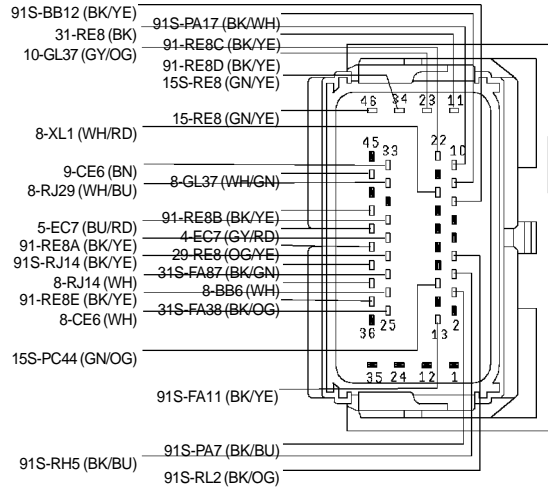 91S-BB12 (BK/YE)
91S-PA17 (BK/WH)
31-RE8 (BK)
91-RE8C (BK/YE)
10-GL37 (GY/OG)
91-RE8D (BK/YE)
15S-RE8 (GN/YE)
46 34 23 11
15-RE8 (GN/YE)
8-XL1 (WH/RD)
45 33 22 10
9-CE6 (BN)
8-GL37 (WH/GN)
8-RJ29 (WH/BU)
91-RE8B (BK/YE)
5-EC7 (BU/RD)
4-EC7 (GY/RD)
91-RE8A (BK/YE)
29-RE8 (OG/YE)
91S-RJ14 (BK/YE)
31S-FA87 (BK/GN)
8-RJ14 (WH)
8-BB6 (WH)
91-RE8E (BK/YE)
31S-FA38 (BK/OG)
8-CE6 (WH)
36 25 13 2
15S-PC44 (GN/OG)
35 24 12 1
91S-FA11 (BK/YE)
91S-PA7 (BK/BU)
91S-RH5 (BK/BU)
91S-RL2 (BK/OG)